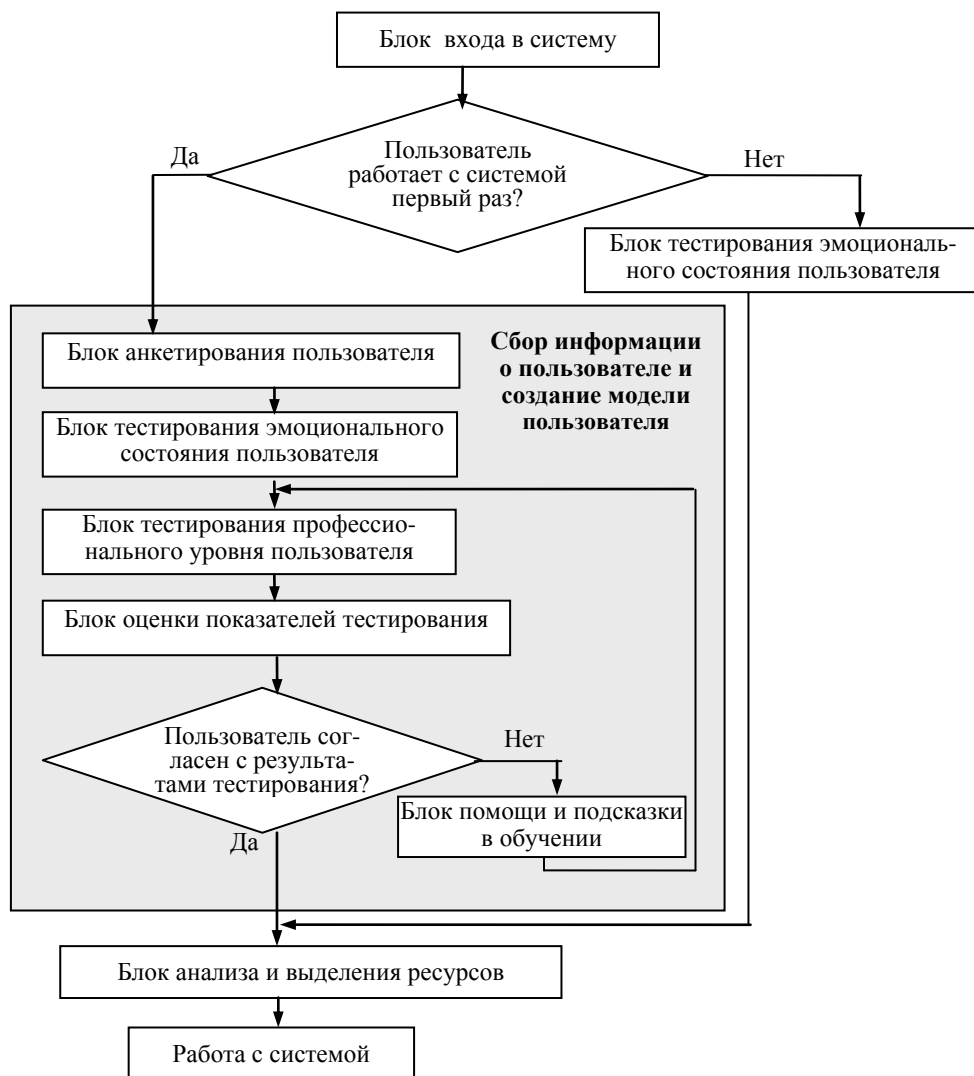 Блок входа в систему
Да
Пользователь
работает с системой
первый раз?
Нет
Блок тестирования эмоциональ-
ного состояния пользователя
Сбор информации
о пользователе и
создание модели
пользователя
Блок анкетирования пользователя
Блок тестирования эмоционального
состояния пользователя
Блок тестирования профессио-
нального уровня пользователя
Блок оценки показателей тестирования
Пользователь сог-
ласен с результа-
тами тестирования?
Нет
Блок помощи и подсказки
в обучении
Да
Блок анализа и выделения ресурсов
Работа с системой